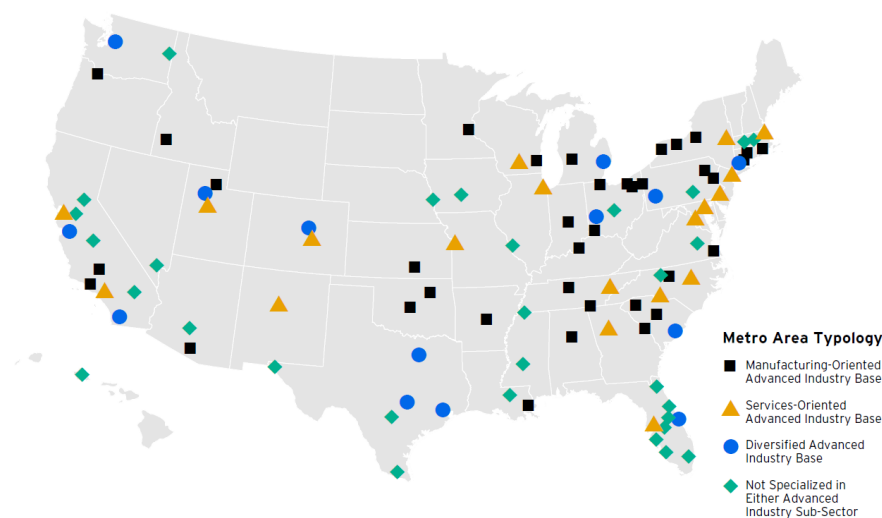 Metro Area Typology
Manufacturing-Oriented
Advanced Industry Base
Services-Oriented
Advanced Industry Base
Diversified Advanced
Industry Base
Not Specialized in
Either Advanced
Industry Sub-Sector